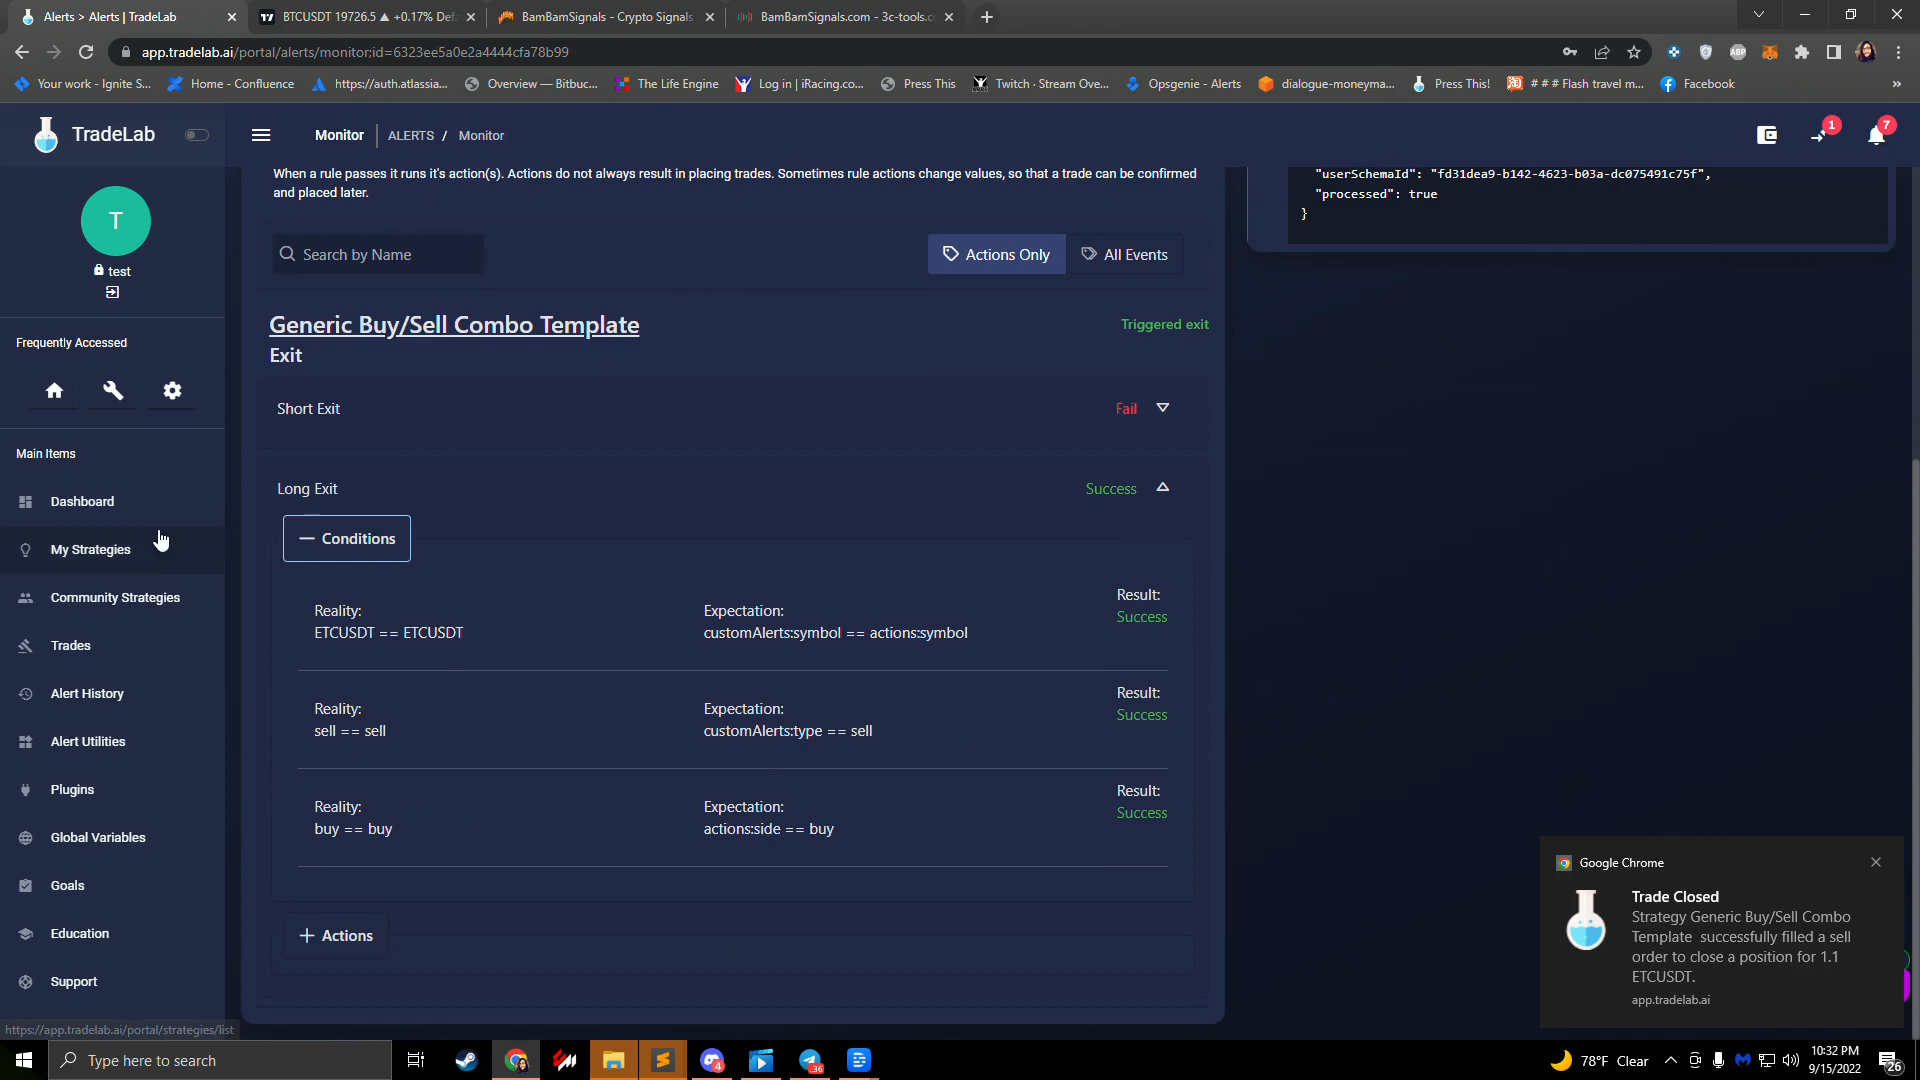 Alerts > Alerts | TradeLab
BTCUSDT 19726.5 ▲ +0.17% Def
BamBamSignals - Crypto Signals
BamBamSignals.com - 3c-tools.c
app.tradelab.ai/portal/alerts/monitor;id=6323ee5a0e2a4444cfa78b99
Your work - Ignite S...
Home - Confluence
https://auth.atlassia...
Overview — Bitbuc...
The Life Engine
Log in | iRacing.co...
Press This
Twitch · Stream Ove...
Opsgenie - Alerts
dialogue-moneyma...
Press This!
# # # Flash travel m...
Facebook
»
TradeLab
Monitor
ALERTS / Monitor
1
7
When a rule passes it runs it's action(s). Actions do not always result in placing trades. Sometimes rule actions change values, so that a trade can be confirmed
and placed later.
"userSchemaId": "fd31dea9-b142-4623-b03a-dc075491c75f",
"processed": true
}
T
test
Search by Name
Actions Only
All Events
Generic Buy/Sell Combo Template
Triggered exit
Exit
Frequently Accessed
Short Exit
Fail
Main Items
Long Exit
Success
Dashboard
My Strategies
Community Strategies
Trades
Alert History
Alert Utilities
Plugins
Global Variables
Goals
Education
Support
Conditions
Reality:
ETCUSDT == ETCUSDT
Expectation:
customAlerts:symbol == actions:symbol
Result:
Success
Reality:
sell == sell
Expectation:
customAlerts:type == sell
Result:
Success
Reality:
buy == buy
Expectation:
actions:side == buy
Result:
Success
Actions
Google Chrome
Trade Closed
Strategy Generic Buy/Sell Combo
Template successfully filled a sell
order to close a position for 1.1
ETCUSDT.
app.tradelab.ai
https://app.tradelab.ai/portal/strategies/list
Type here to search
ABP
4
36
78°F Clear
10:32 PM
9/15/2022
26